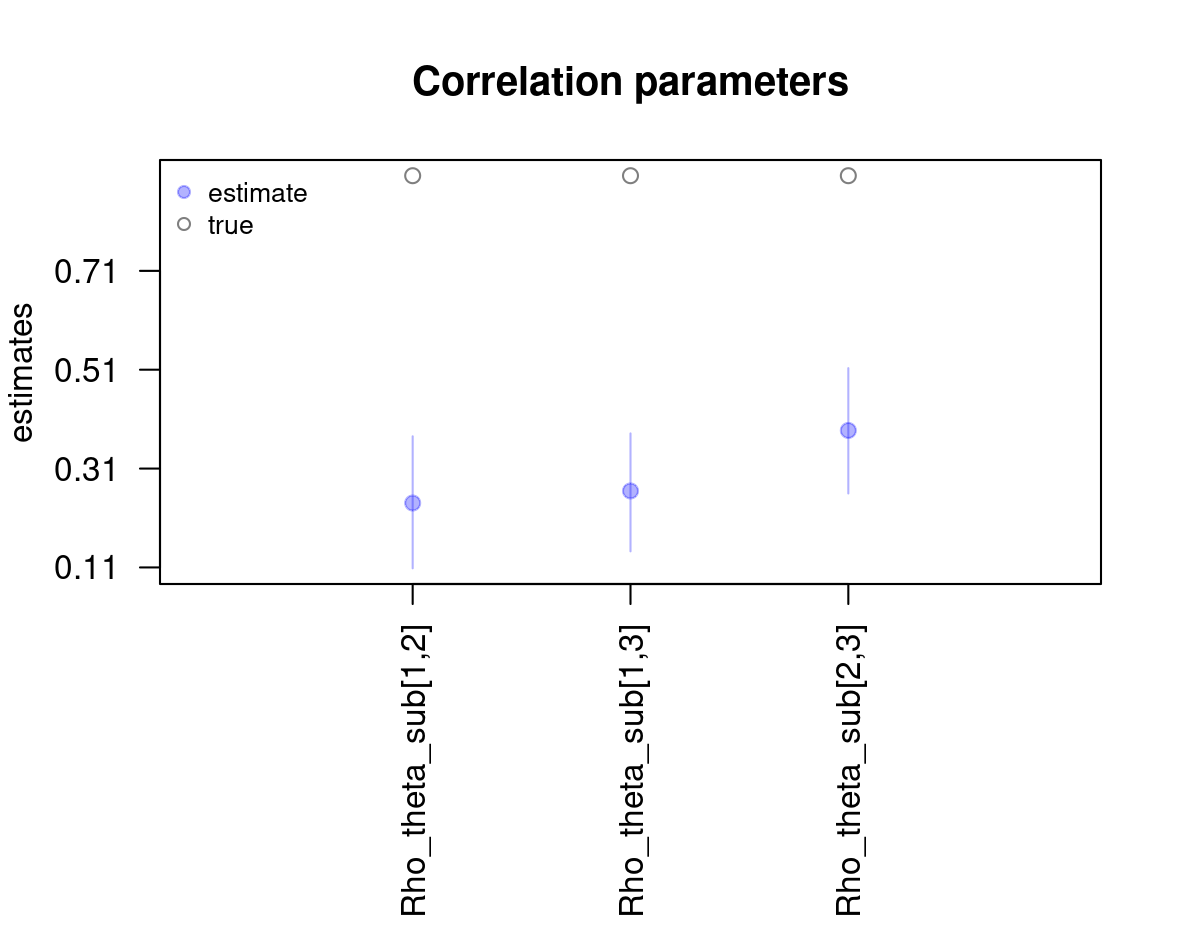 Correlation parameters
estimate
true
0.71
0.51
0.31
0.11
estimates
Rho_theta_sub[1,2]
Rho_theta_sub[1,3]
Rho_theta_sub[2,3]